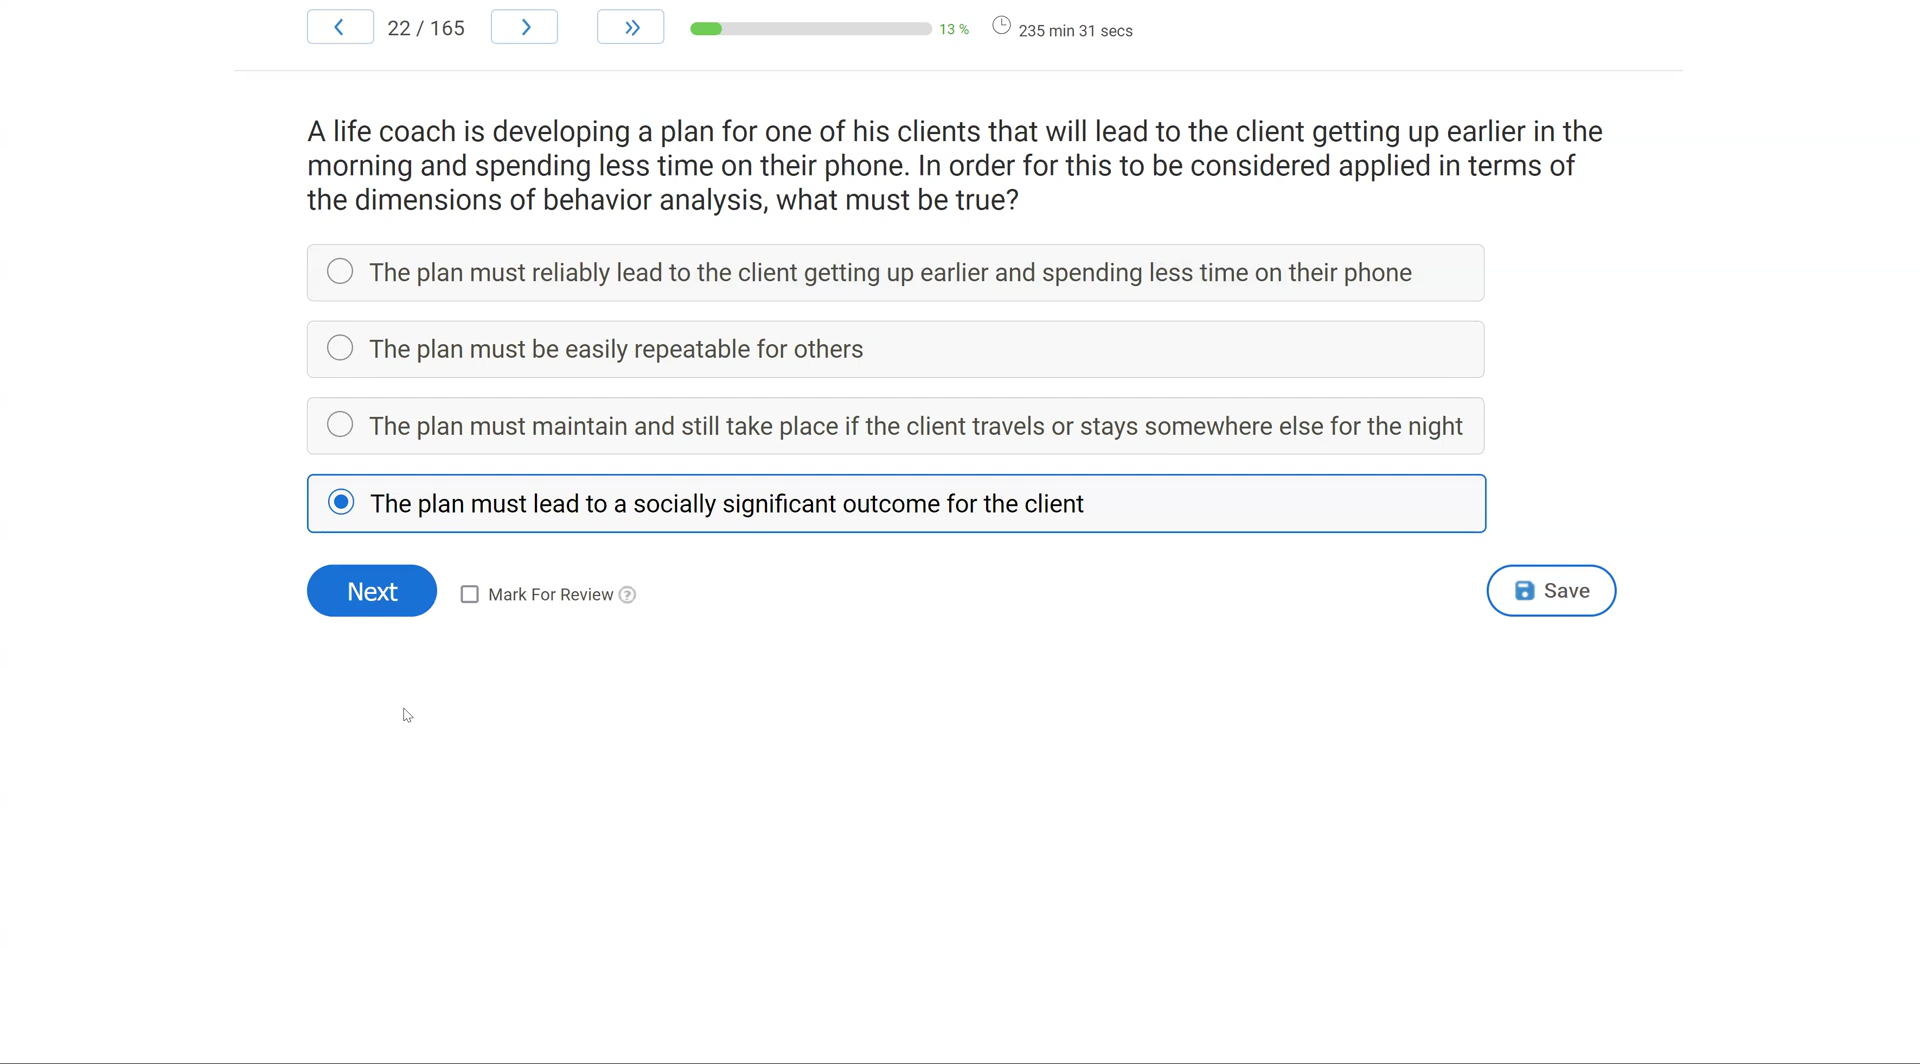 22 / 165
13 %
235 min 31 secs
A life coach is developing a plan for one of his clients that will lead to the client getting up earlier in the
morning and spending less time on their phone. In order for this to be considered applied in terms of
the dimensions of behavior analysis, what must be true?
The plan must reliably lead to the client getting up earlier and spending less time on their phone
The plan must be easily repeatable for others
The plan must maintain and still take place if the client travels or stays somewhere else for the night
The plan must lead to a socially significant outcome for the client
Next
Mark For Review ?
Save